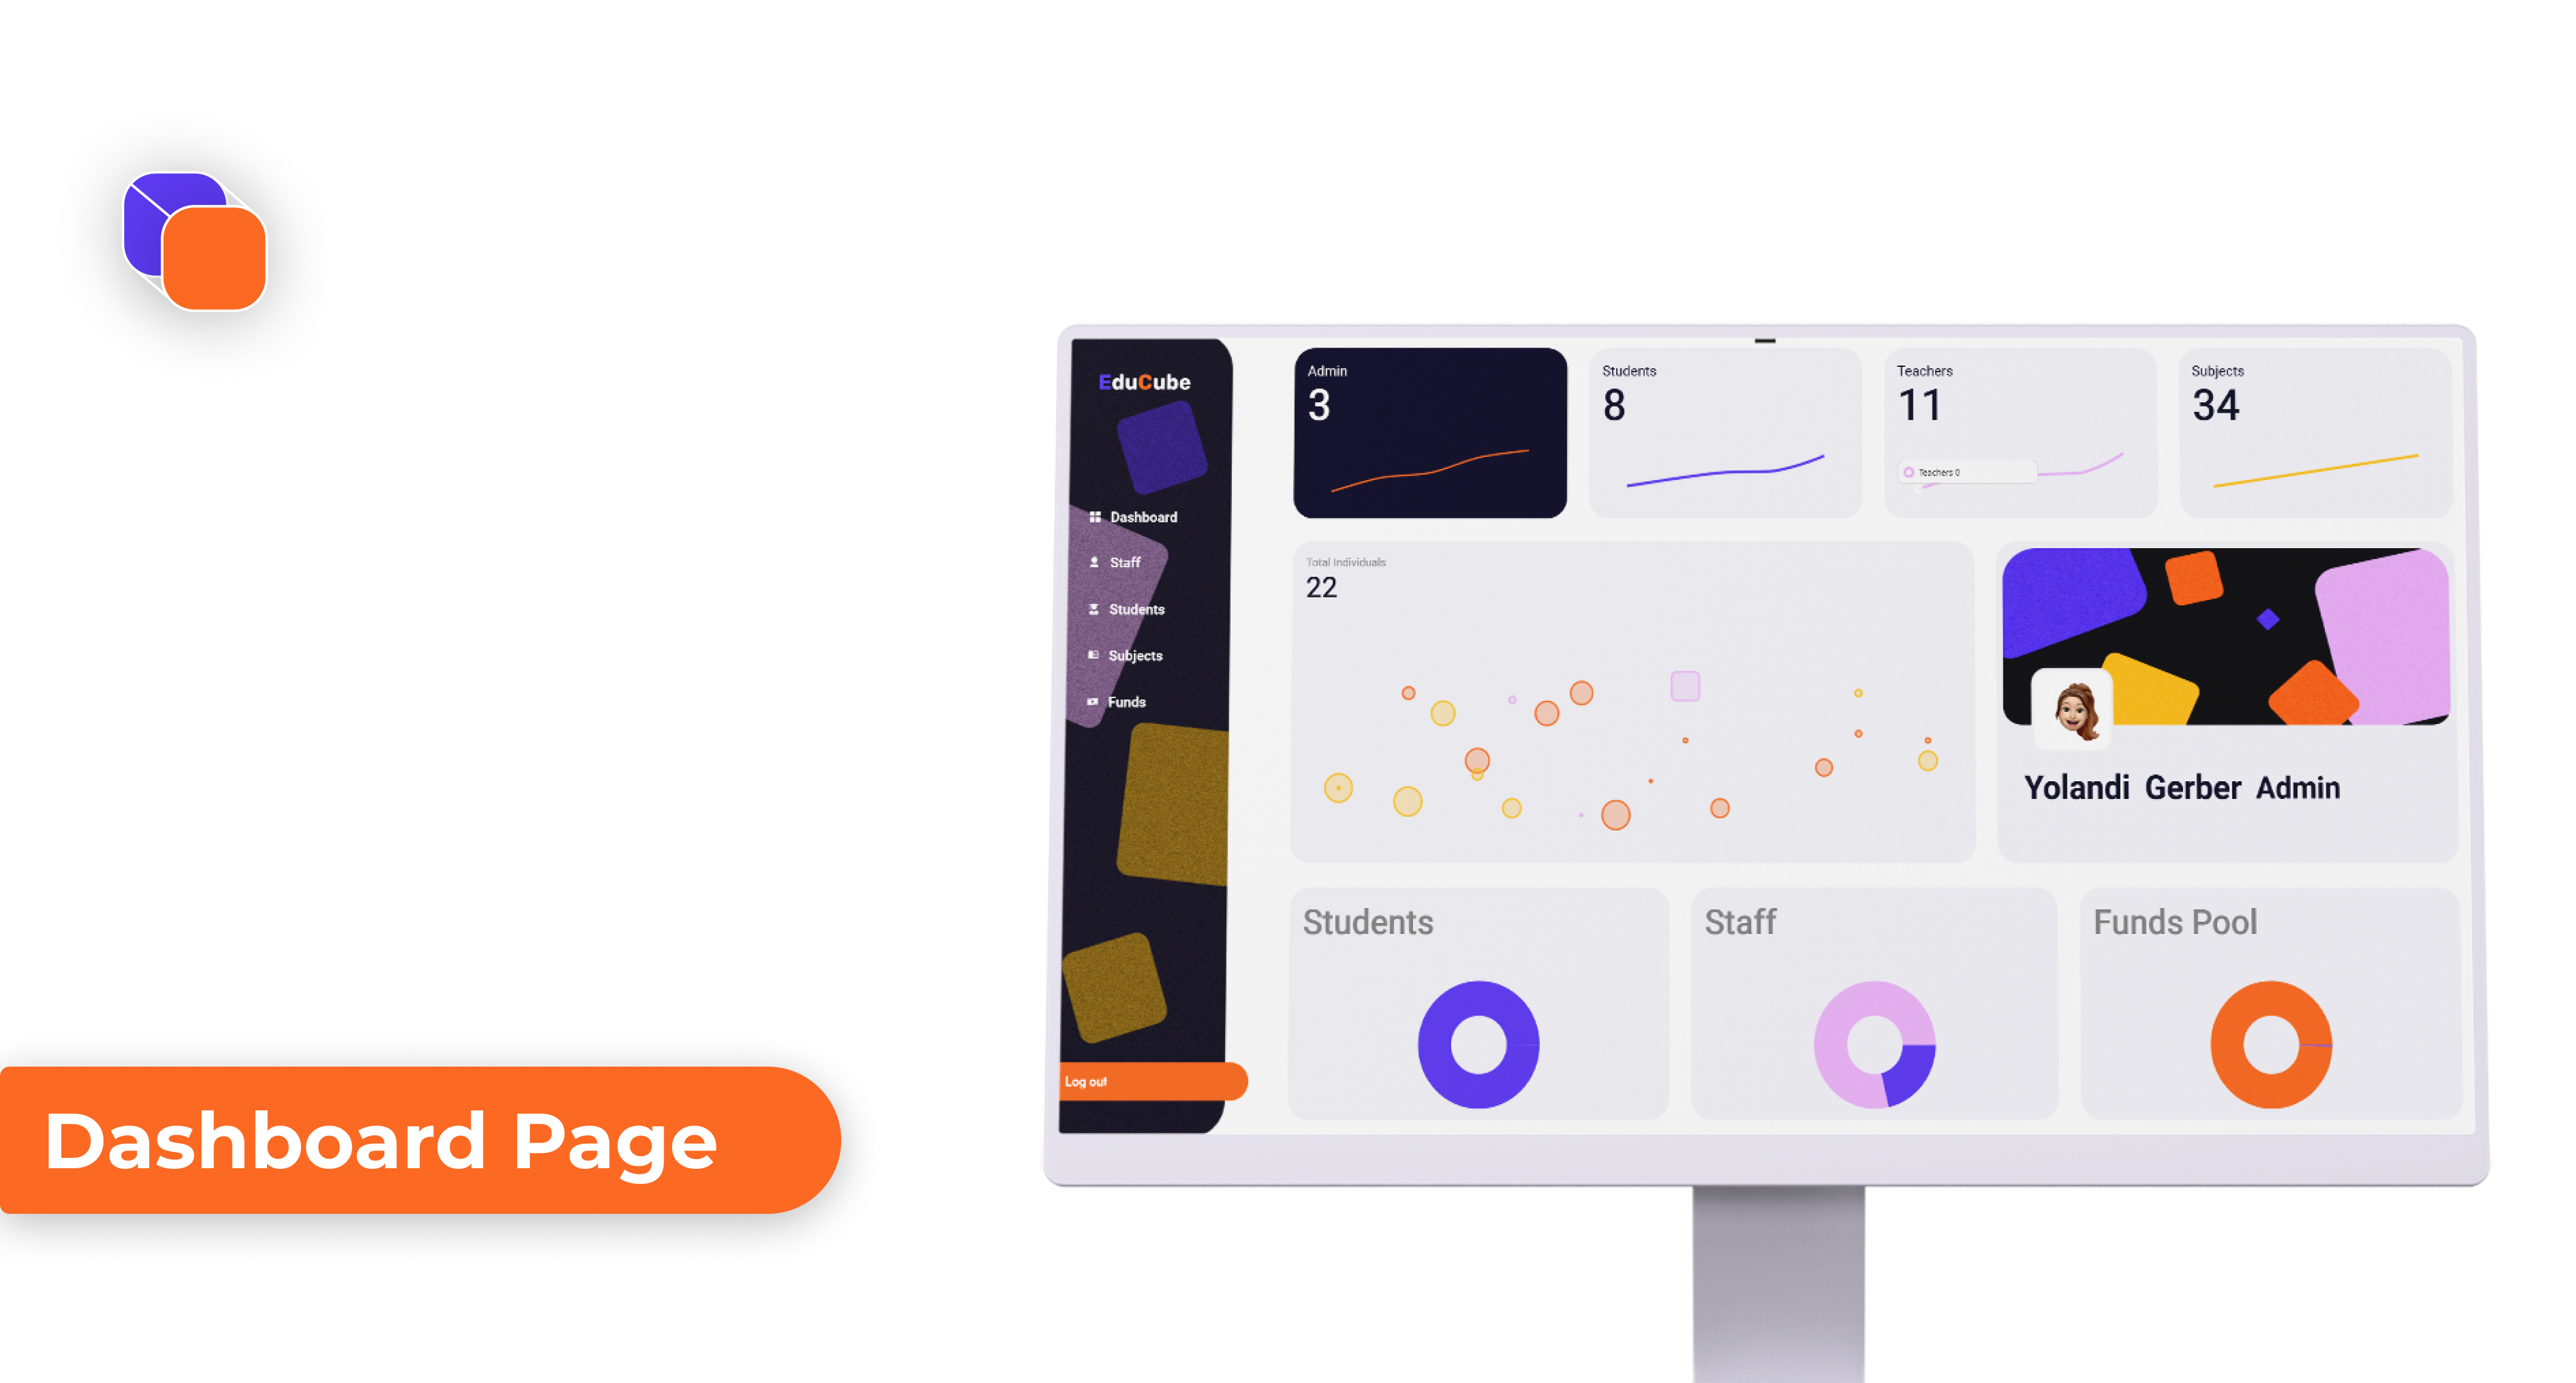 EduCube
Dashboard
Staff
Students
Subjects
Funds
Log out
Admin
3
Students
8
Teachers
11
Teachers 0
Subjects
34
Total Individuals
22
Yolandi Gerber Admin
Students
Staff
Funds Pool
Dashboard Page